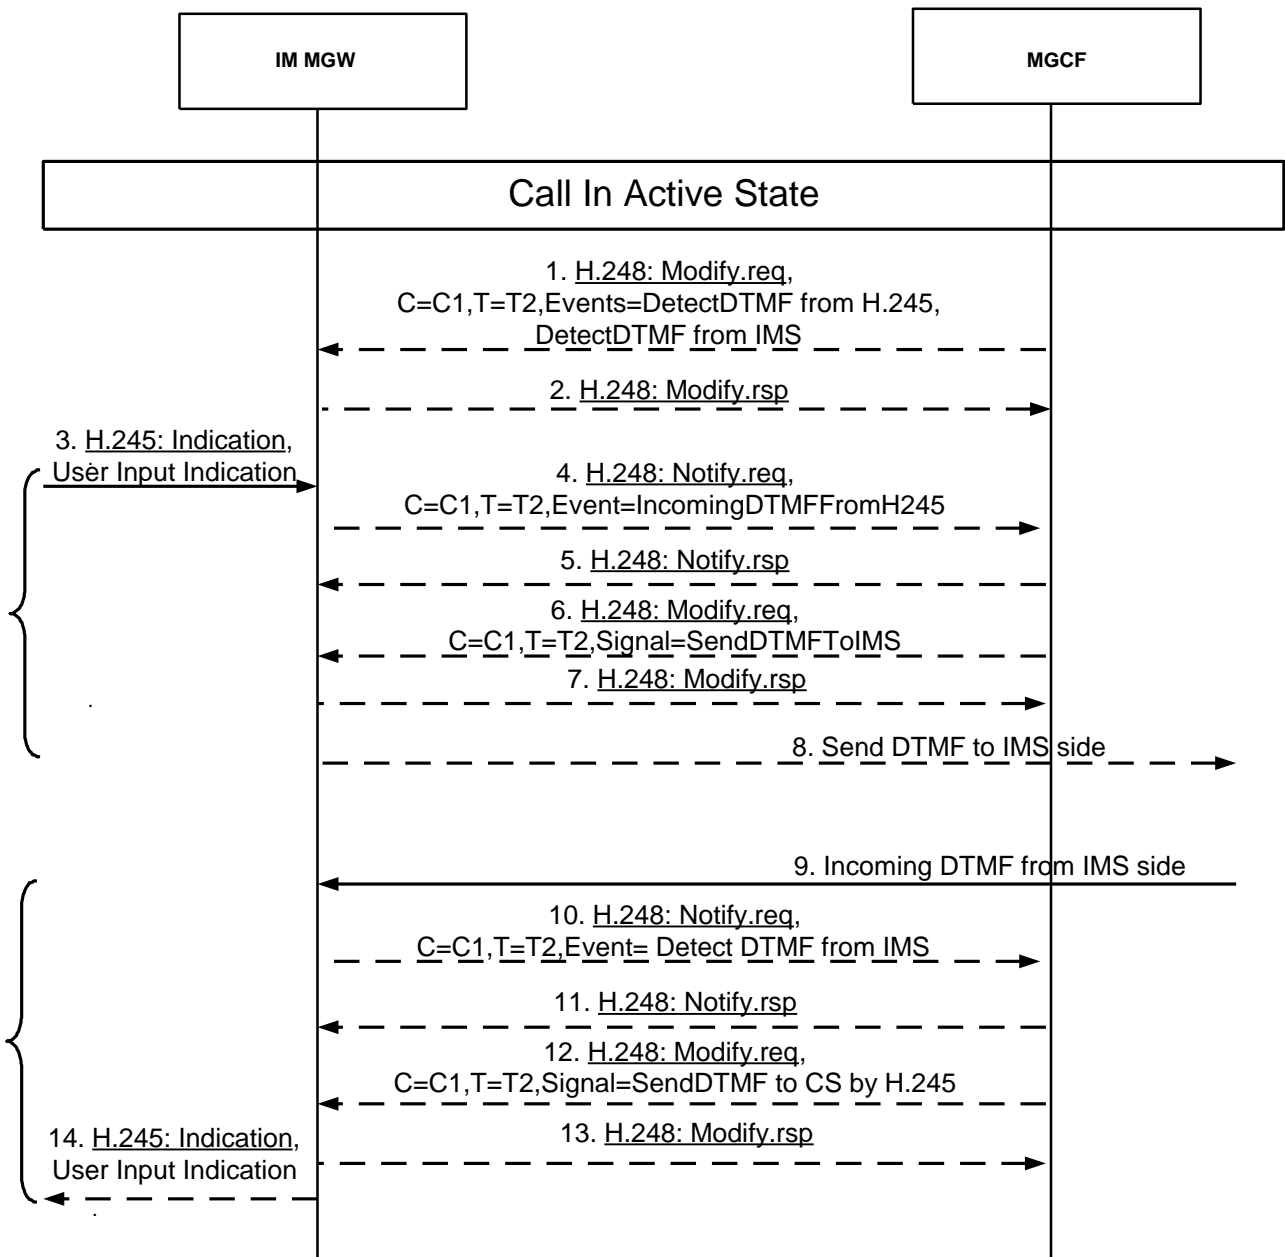 IM MGW
MGCF
Call In Active State
1. H.248: Modify.req,
C=C1,T=T2,Events=DetectDTMF from H.245,
DetectDTMF from IMS
2. H.248: Modify.rsp
3. H.245: Indication,
User Input Indication
4. H.248: Notify.req,
C=C1,T=T2,Event=IncomingDTMFFromH245
5. H.248: Notify.rsp
6. H.248: Modify.req,
C=C1,T=T2,Signal=SendDTMFToIMS
7. H.248: Modify.rsp
8. Send DTMF to IMS side
9. Incoming DTMF from IMS side
10. H.248: Notify.req,
C=C1,T=T2,Event= Detect DTMF from IMS
11. H.248: Notify.rsp
12. H.248: Modify.req,
C=C1,T=T2,Signal=SendDTMF to CS by H.245
13. H.248: Modify.rsp
14. H.245: Indication,
User Input Indication